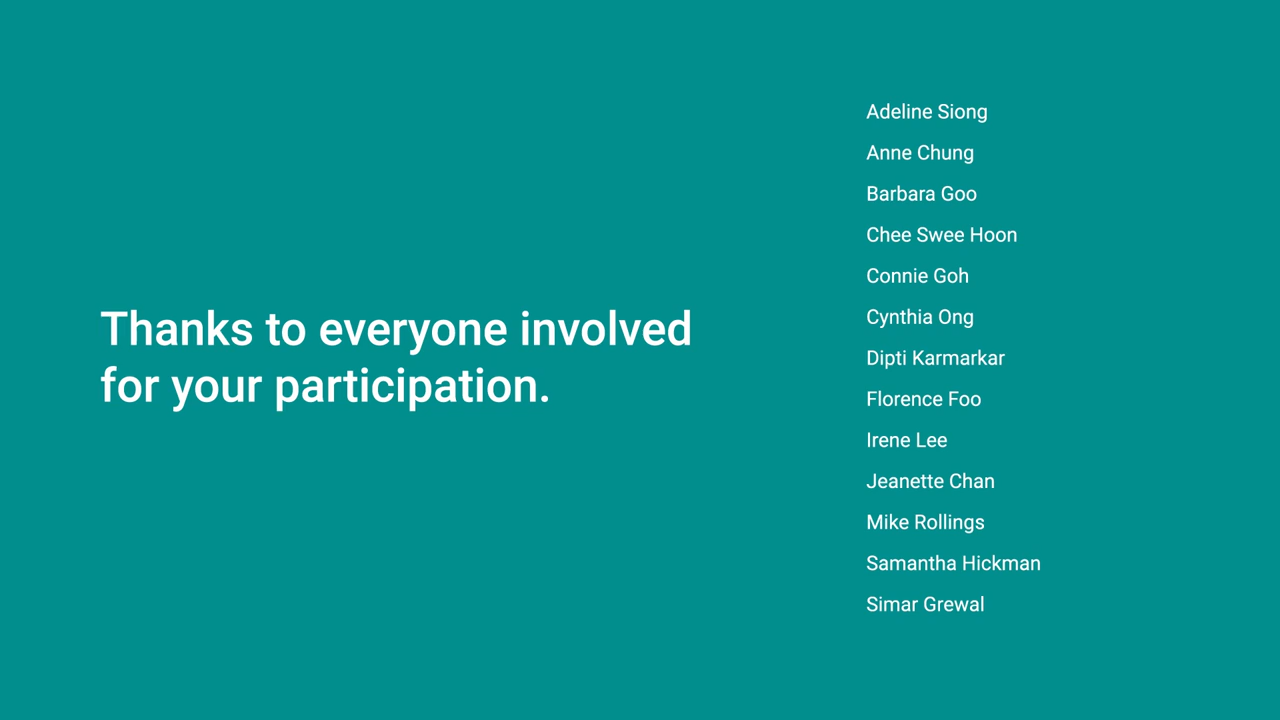 Thanks to everyone involved
for your participation.
Adeline Siong
Anne Chung
Barbara Goo
Chee Swee Hoon
Connie Goh
Cynthia Ong
Dipti Karmarkar
Florence Foo
Irene Lee
Jeanette Chan
Mike Rollings
Samantha Hickman
Simar Grewal